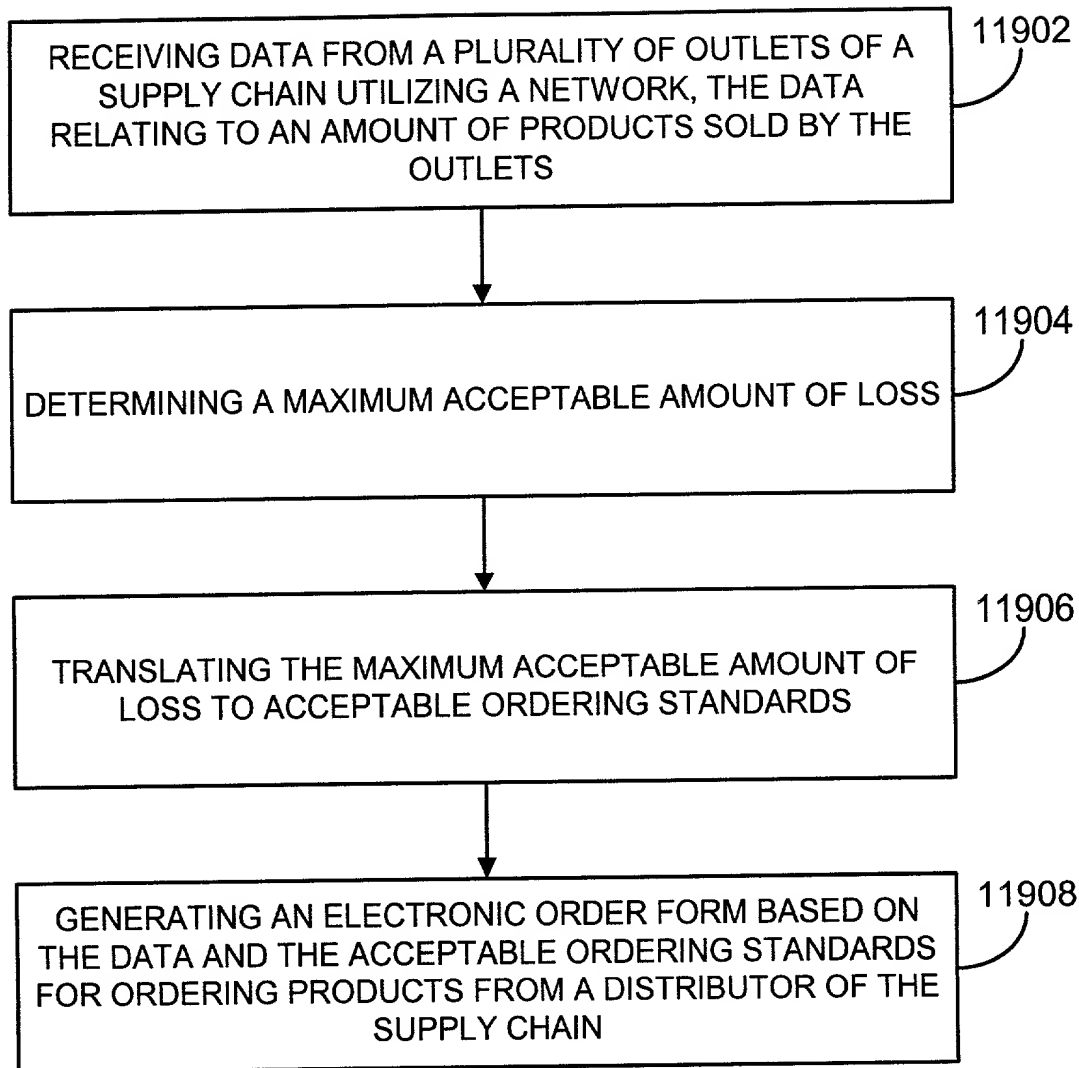 11902
RECEIVING DATA FROM A PLURALITY OF OUTLETS OF A
SUPPLY CHAIN UTILIZING A NETWORK, THE DATA
RELATING TO AN AMOUNT OF PRODUCTS SOLD BY THE
OUTLETS
11904
DETERMINING A MAXIMUM ACCEPTABLE AMOUNT OF LOSS
11906
TRANSLATING THE MAXIMUM ACCEPTABLE AMOUNT OF
LOSS TO ACCEPTABLE ORDERING STANDARDS
11908
GENERATING AN ELECTRONIC ORDER FORM BASED ON
THE DATA AND THE ACCEPTABLE ORDERING STANDARDS
FOR ORDERING PRODUCTS FROM A DISTRIBUTOR OF THE
SUPPLY CHAIN